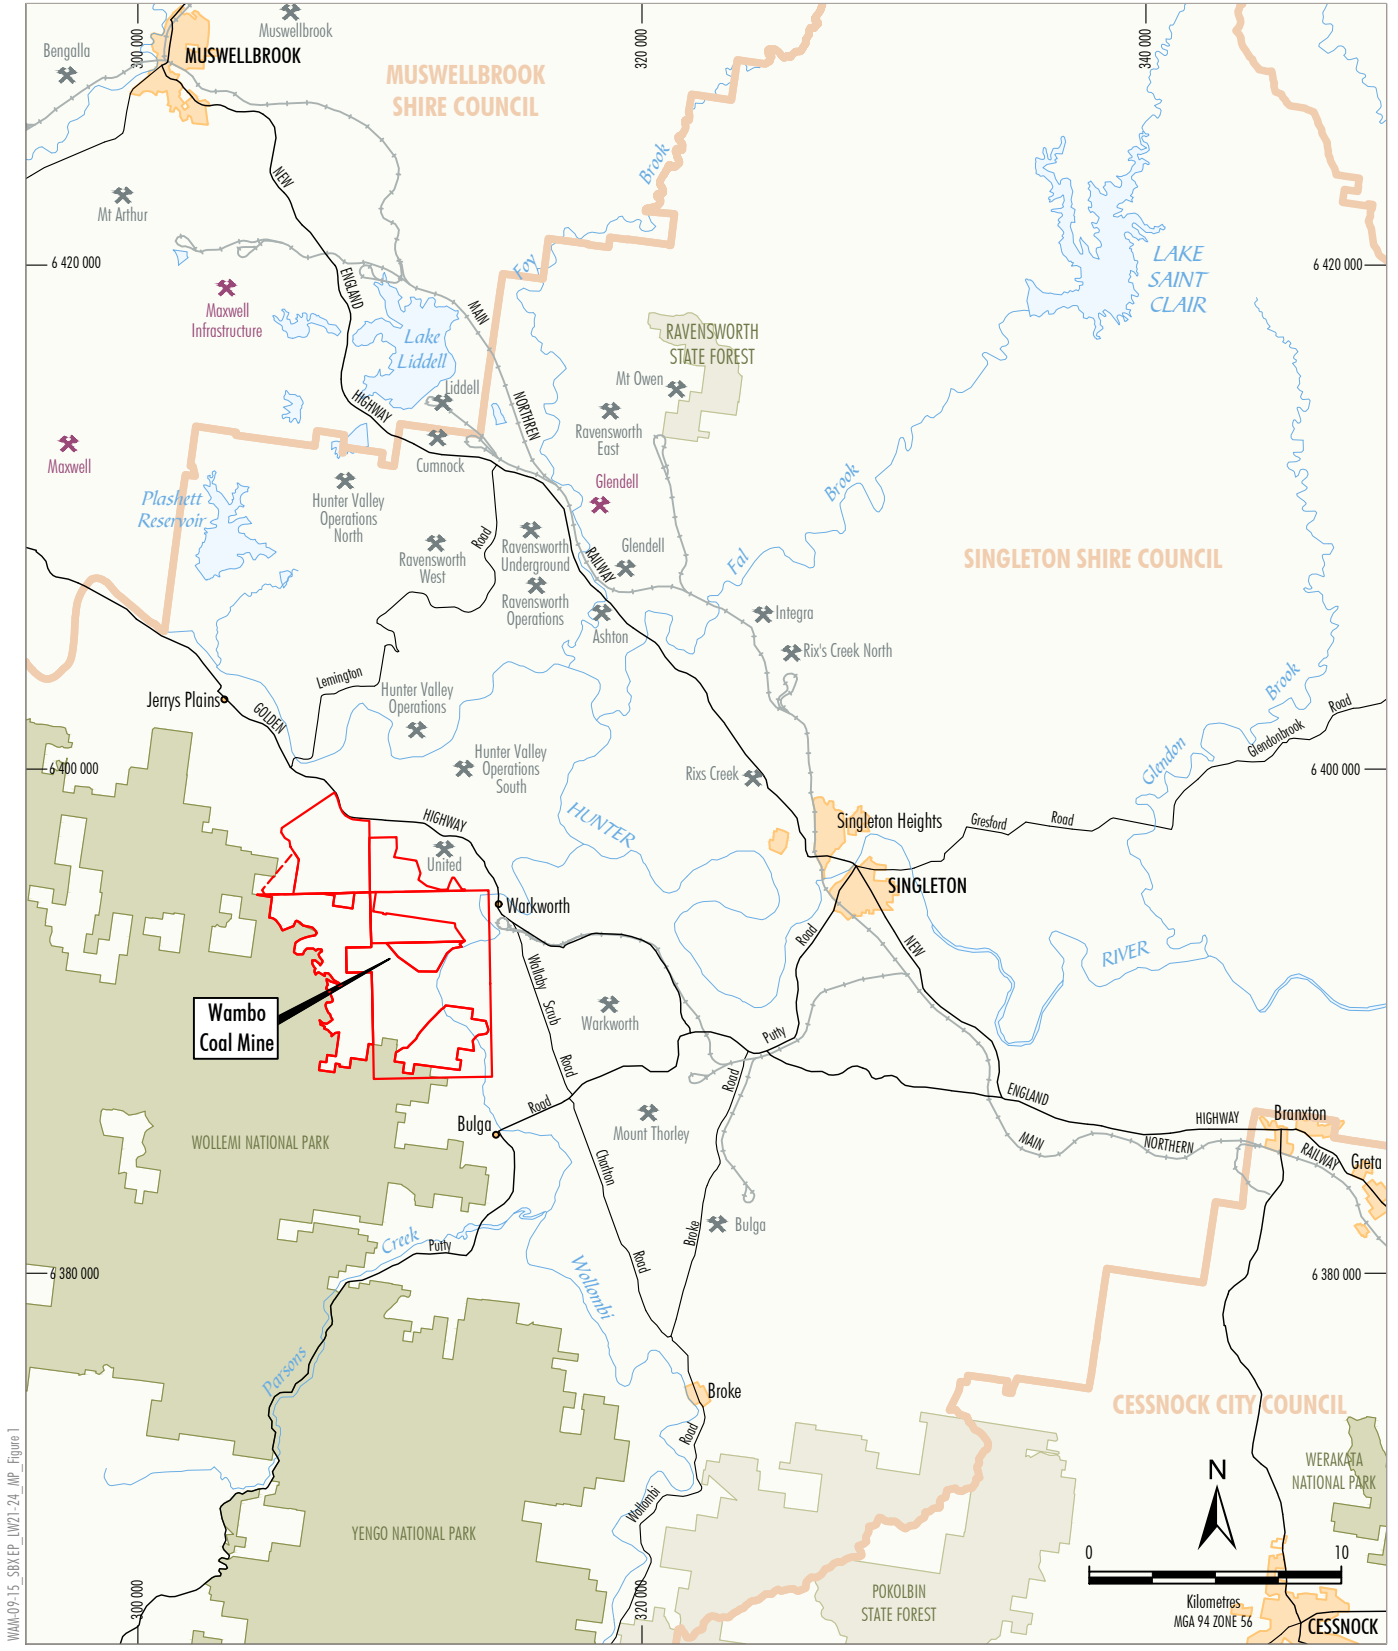 300 000
320 000
340 000
Muswellbrook
Bengalla
MUSWELLBROOK
MUSWELLBROOK
SHIRE COUNCIL
Brook
NEW
Mt Arthur
6 420 000
6 420 000
LAKE
SAINT
CLAIR
Foy
ENGLAND
MAIN
Maxwell
Infrastructure
Lake
Liddell
RAVENSWORTH
STATE FOREST
Mt Owen
Liddell
HIGHWAY
NORTHREN
Ravensworth
East
Maxwell
Cumnock
Glendell
Brook
Plashett
Reservoir
Hunter Valley
Operations
North
Road
Ravensworth
West
Ravensworth
Underground
RAILWAY
Glendell
Fal
SINGLETON SHIRE COUNCIL
Ravensworth
Operations
Ashton
Integra
Rix's Creek North
Lemington
Jerrys Plains
GOLDEN
Hunter Valley
Operations
Brook
Road
Glendonbrook
Glendon
6 400 000
6 400 000
Hunter Valley
Operations
South
Rixs Creek
HIGHWAY
HUNTER
Singleton Heights
Gresford
Road
United
SINGLETON
Warkworth
Road
NEW
RIVER
Wallaby
Scrub
Road
Wambo
Coal Mine
Warkworth
Putty
Road
ENGLAND
HIGHWAY
Branxton
Road
Bulga
Mount Thorley
MAIN
NORTHERN
RAILWAY
Greta
WOLLEMI NATIONAL PARK
Charlton
Road
Broke
Bulga
Creek
Putty
Wollombi
6 380 000
6 380 000
Parsons
Broke
Road
CESSNOCK CITY COUNCIL
Wollombi
WERAKATA
NATIONAL PARK
N
YENGO NATIONAL PARK
0
10
Kilometres
MGA 94 ZONE 56
POKOLBIN
STATE FOREST
300 000
320 000
CESSNOCK
WAM-09-15_SBX EP_LW21-24_MP_Figure 1